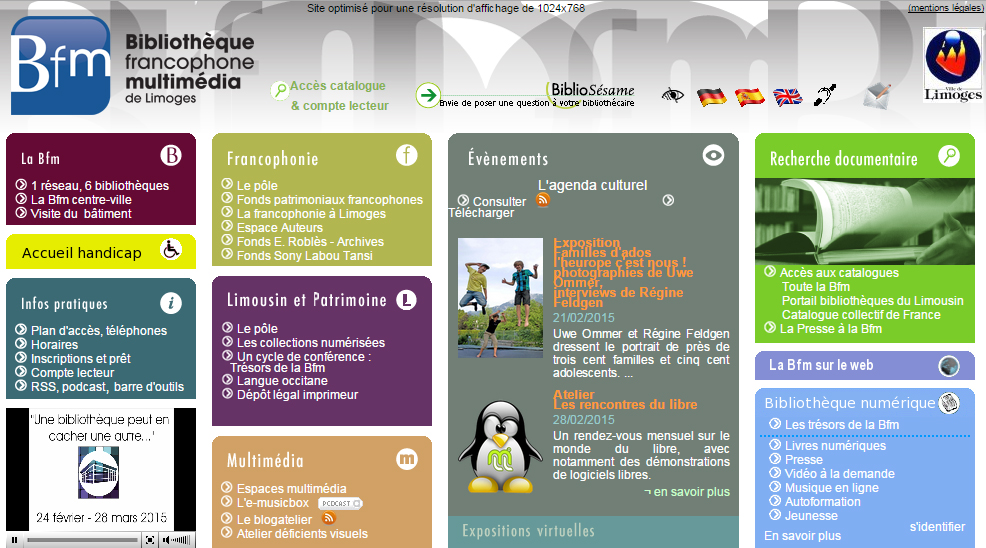 Site optimisé pour une résolution d'affichage de 1024x768
(mentions légales)
Bfm
Bibliothèque
francophone
multimédia
de Limoges
Accès catalogue
& compte lecteur
BiblioSésame
Envie de poser une question à votre bibliothécaire
Ville de
Limoges
La Bfm
B
1 réseau, 6 bibliothèques
La Bfm centre-ville
Visite du bâtiment
Accueil handicap
Infos pratiques
i
Plan d'accès, téléphones
Horaires
Inscriptions et prêt
Compte lecteur
RSS, podcast, barre d'outils
"Une bibliothèque peut en
cacher une autre..."
24 février - 28 mars 2015
Francophonie
f
Le pôle
Fonds patrimoniaux francophones
La francophonie à Limoges
Espace Auteurs
Fonds E. Roblès - Archives
Fonds Sony Labou Tansi
Limousin et Patrimoine
L
Le pôle
Les collections numérisées
Un cycle de conférence :
Trésors de la Bfm
Langue occitane
Dépôt légal imprimeur
Multimédia
m
Espaces multimédia
L'e-musicbox PODCAST
Le blogatelier
Atelier déficients visuels
Évènements
L'agenda culturel
Consulter
Télécharger
Exposition
Familles d'ados
l'europe c'est nous !
photographies de Uwe
Ommer,
interviews de Régine
Feldgen
21/02/2015
Uwe Ommer et Régine Feldgen
dressent le portrait de près de
trois cent familles et cinq cent
adolescents. ...
Atelier
Les rencontres du libre
28/02/2015
Un rendez-vous mensuel sur le
monde du libre, avec
notamment des démonstrations
de logiciels libres.
¬ en savoir plus
Expositions virtuelles
Recherche documentaire
Accès aux catalogues
Toute la Bfm
Portail bibliothèques du Limousin
Catalogue collectif de France
La Presse à la Bfm
La Bfm sur le web
Bibliothèque numérique
Les trésors de la Bfm
Livres numériques
Presse
Vidéo à la demande
Musique en ligne
Autoformation
Jeunesse
s'identifier
En savoir plus